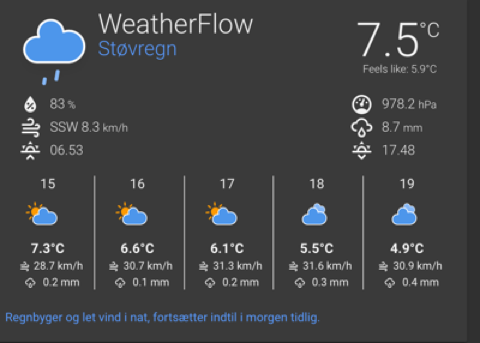 WeatherFlow
Støvregn
7.5°C
Feels like: 5.9°C
83 %
978.2 hPa
SSW 8.3 km/h
8.7 mm
06.53
17.48
15 16 17 18 19
7.3°C 6.6°C 6.1°C 5.5°C 4.9°C
28.7 km/h 30.7 km/h 31.3 km/h 31.6 km/h 30.9 km/h
0.2 mm 0.1 mm 0.2 mm 0.3 mm 0.4 mm
Regnbyger og let vind i nat, fortsætter indtil i morgen tidlig.